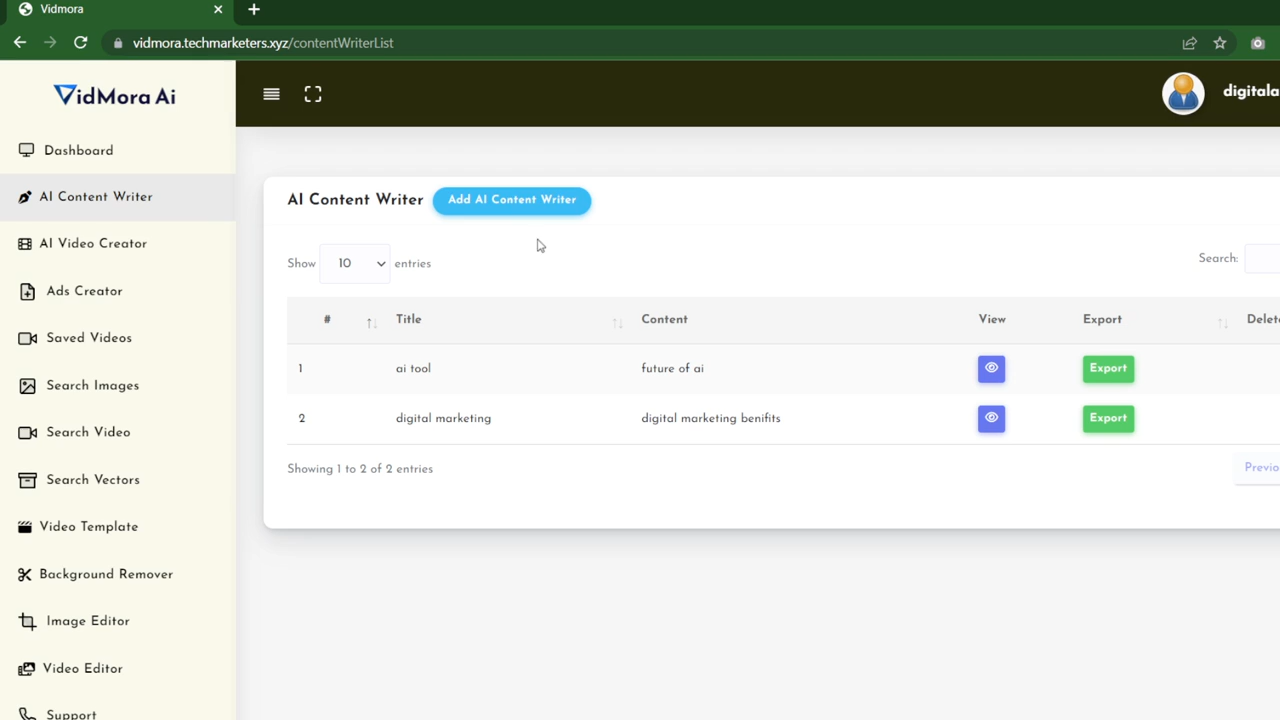 Vidmora
vidmora.techmarketers.xyz/contentWriterList
VidMora Ai
digitala
Dashboard
AI Content Writer
AI Video Creator
Ads Creator
Saved Videos
Search Images
Search Video
Search Vectors
Video Template
Background Remover
Image Editor
Video Editor
Support
AI Content Writer Add AI Content Writer
Show 10 entries Search:
# Title Content View Export Delet
1 ai tool future of ai Export
2 digital marketing digital marketing benifits Export
Showing 1 to 2 of 2 entries Previo